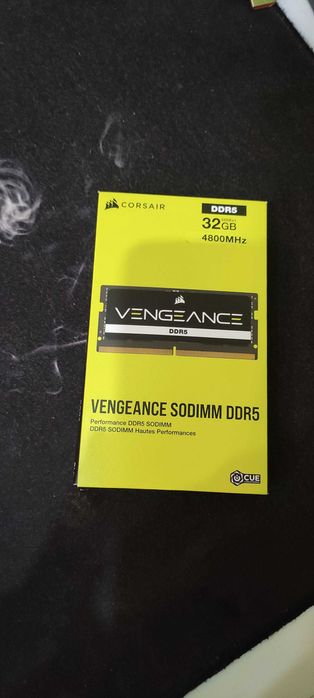 CORSAIR
DDR5
32GB
4800MHz
VENGEANCE
DDR5
VENGEANCE SODIMM DDR5
Performance DDR5 SODIMM
DDR5 SODIMM Hautes Performances
CUE